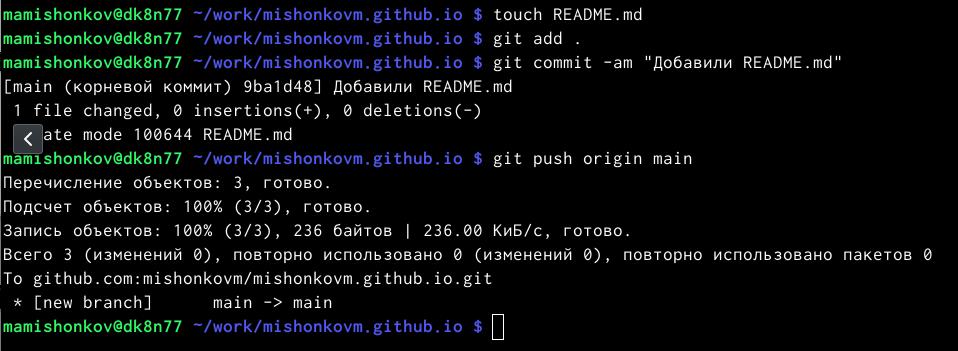 mamishonkov@dk8n77 ~/work/mishonkovm.github.io $ touch README.md
mamishonkov@dk8n77 ~/work/mishonkovm.github.io $ git add .
mamishonkov@dk8n77 ~/work/mishonkovm.github.io $ git commit -am "Добавили README.md"
[main (корневой коммит) 9ba1d48] Добавили README.md
 1 file changed, 0 insertions(+), 0 deletions(-)
ate mode 100644 README.md
mamishonkov@dk8n77 ~/work/mishonkovm.github.io $ git push origin main
Перечисление объектов: 3, готово.
Подсчет объектов: 100% (3/3), готово.
Запись объектов: 100% (3/3), 236 байтов | 236.00 КиБ/с, готово.
Всего 3 (изменений 0), повторно использовано 0 (изменений 0), повторно использовано пакетов 0
To github.com:mishonkovm/mishonkovm.github.io.git
 * [new branch]      main -> main
mamishonkov@dk8n77 ~/work/mishonkovm.github.io $